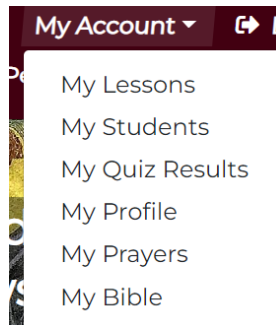 My Account
My Lessons
My Students
My Quiz Results
My Profile
My Prayers
My Bible